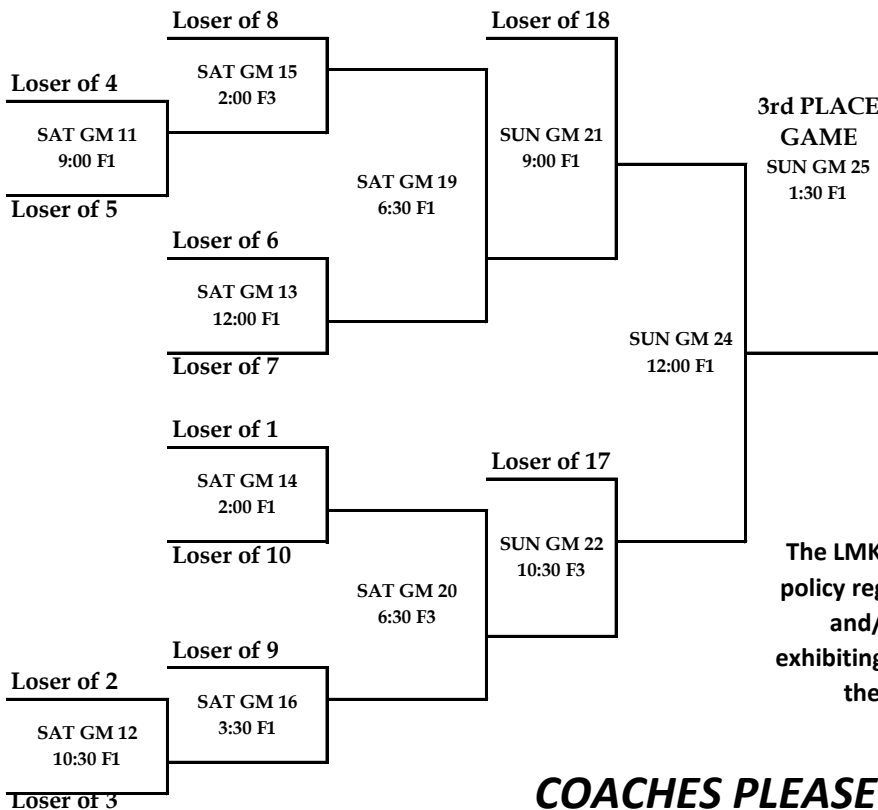 Loser of 8
Loser of 18
SAT GM 15
2:00 F3
Loser of 4
3rd PLACE
GAME
SUN GM 25
1:30 F1
SAT GM 11
9:00 F1
SUN GM 21
9:00 F1
SAT GM 19
6:30 F1
Loser of 5
Loser of 6
SAT GM 13
12:00 F1
SUN GM 24
12:00 F1
Loser of 7
Loser of 1
Loser of 17
SAT GM 14
2:00 F1
Loser of 10
SUN GM 22
10:30 F3
The LMK
policy reg
and/
exhibiting
the
SAT GM 20
6:30 F3
Loser of 9
Loser of 2
SAT GM 16
3:30 F1
SAT GM 12
10:30 F1
Loser of 3
COACHES PLEASE